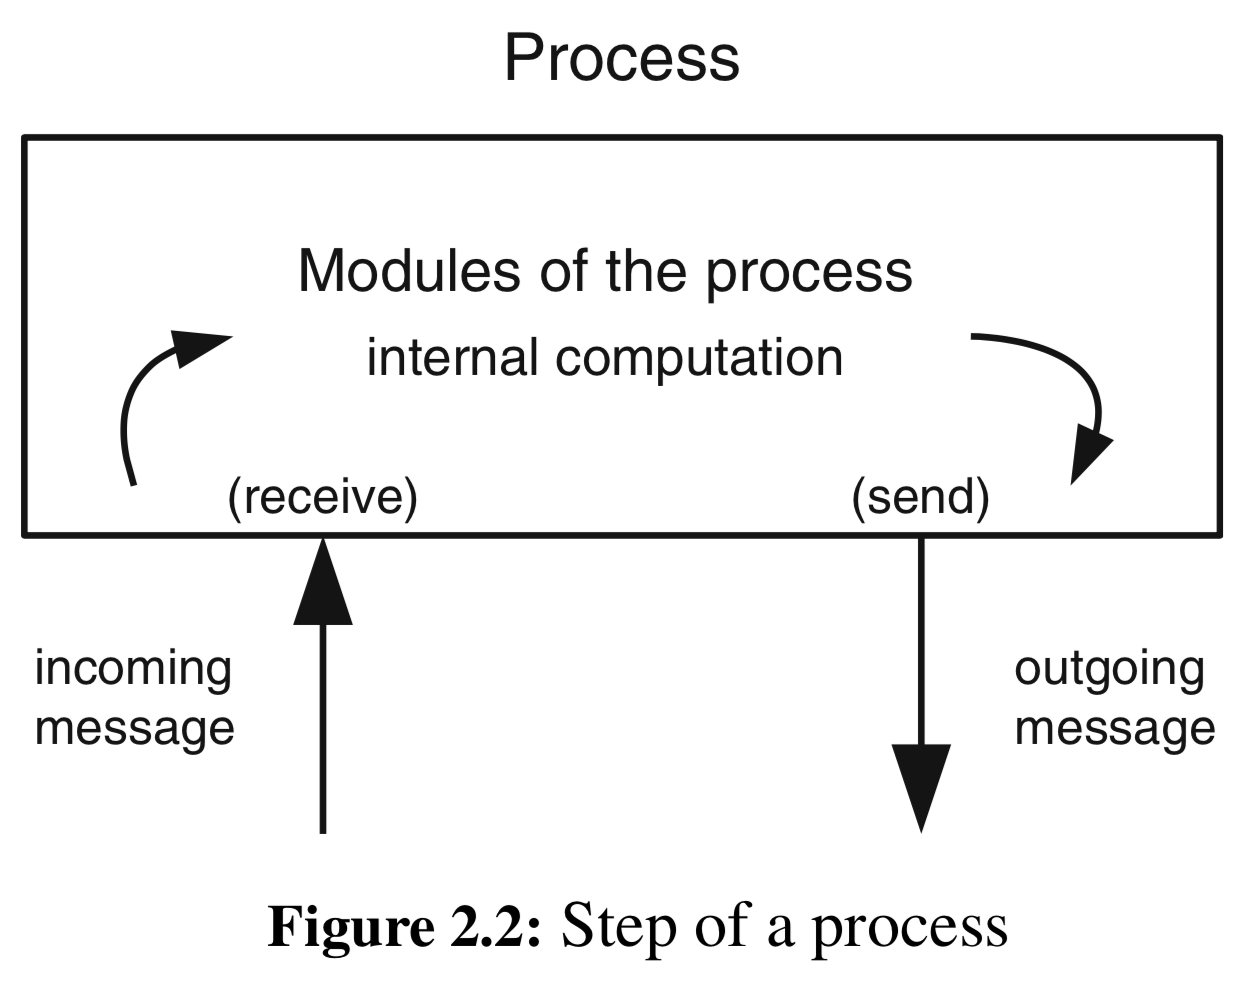 Process
Modules of the process
internal computation
(receive)
(send)
incoming
message
outgoing
message
Figure 2.2: Step of a process